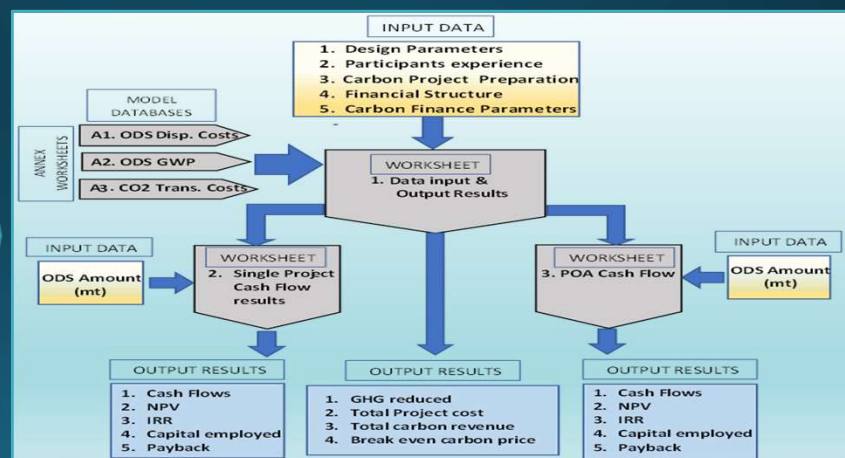 INPUT DATA
1. Design Parameters
2. Participants experience
3. Carbon Project Preparation
4. Financial Structure
5. Carbon Finance Parameters
MODEL
DATABASES
ANNEX
WORKSHEETS
A1. ODS Disp. Costs
A2. ODS GWP
A3. CO2 Trans. Costs
WORKSHEET
1. Data input &
Output Results
INPUT DATA
ODS Amount
(mt)
WORKSHEET
2. Single Project
Cash Flow
results
WORKSHEET
3. POA Cash Flow
INPUT DATA
ODS Amount
(mt)
OUTPUT RESULTS
1. Cash Flows
2. NPV
3. IRR
4. Capital employed
5. Payback
OUTPUT RESULTS
1. GHG reduced
2. Total Project cost
3. Total carbon revenue
4. Break even carbon price
OUTPUT RESULTS
1. Cash Flows
2. NPV
3. IRR
4. Capital employed
5. Payback